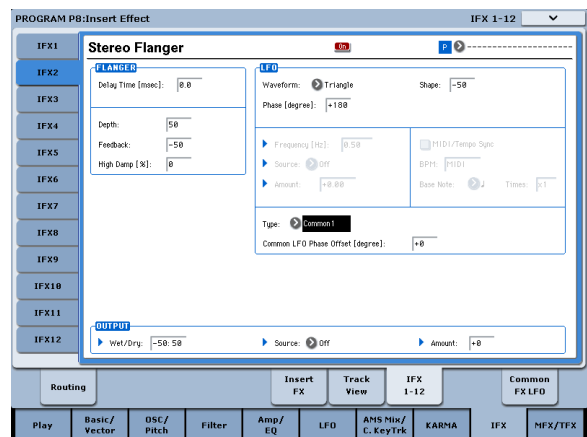 PROGRAM P8:Insert Effect IFX 1-12
IFX1
IFX2
IFX3
IFX4
IFX5
IFX6
IFX7
IFX8
IFX9
IFX10
IFX11
IFX12
Stereo Flanger On P ------------------------
FLANGER
Delay Time [msec]: 0.0
Depth: 50
Feedback: -50
High Damp [%]: 0
LFO
Waveform: Triangle Shape: -50
Phase [degree]: +180
Frequency [Hz]: 0.50 MIDI/Tempo Sync
Source: Off BPM: MIDI
Amount: +0.00 Base Note: ♩ Times: x1
Type: Common1
Common LFO Phase Offset [degree]: +0
OUTPUT
Wet/Dry: -50:50 Source: Off Amount: +0
Routing Insert FX Track View IFX 1-12 Common FX LFO
Play Basic/Vector OSC/Pitch Filter Amp/EQ LFO AMS Mix/C.KeyTrk KARMA IFX MFX/TFX